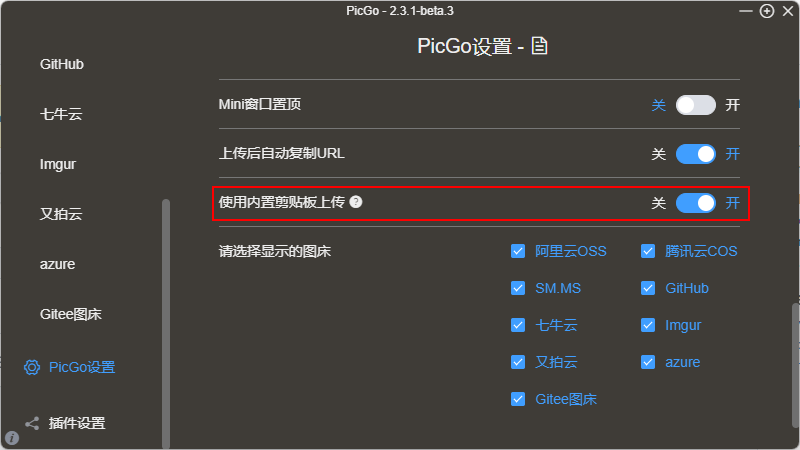 PicGo - 2.3.1-beta.3
PicGo设置 -
GitHub
七牛云
Imgur
又拍云
azure
Gitee图床
PicGo设置
插件设置
Mini窗口置顶 关 开
上传后自动复制URL 关 开
使用内置剪贴板上传 ? 关 开
请选择显示的图床 阿里云OSS 腾讯云COS
SM.MS GitHub
七牛云 Imgur
又拍云 azure
Gitee图床